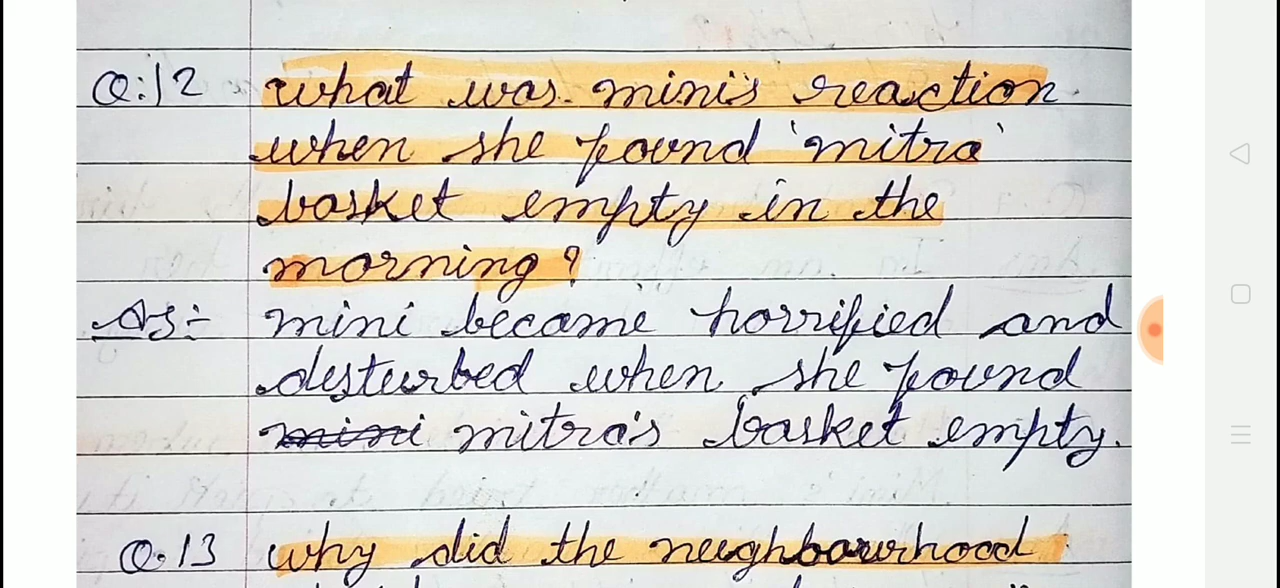 Q:12 what was mini's reaction
when she found 'mitra'
basket empty in the
morning?
As:- mini became horrified and
desturbed when she found
mini mitra's basket empty.
Q.13 why did the neighbourhood